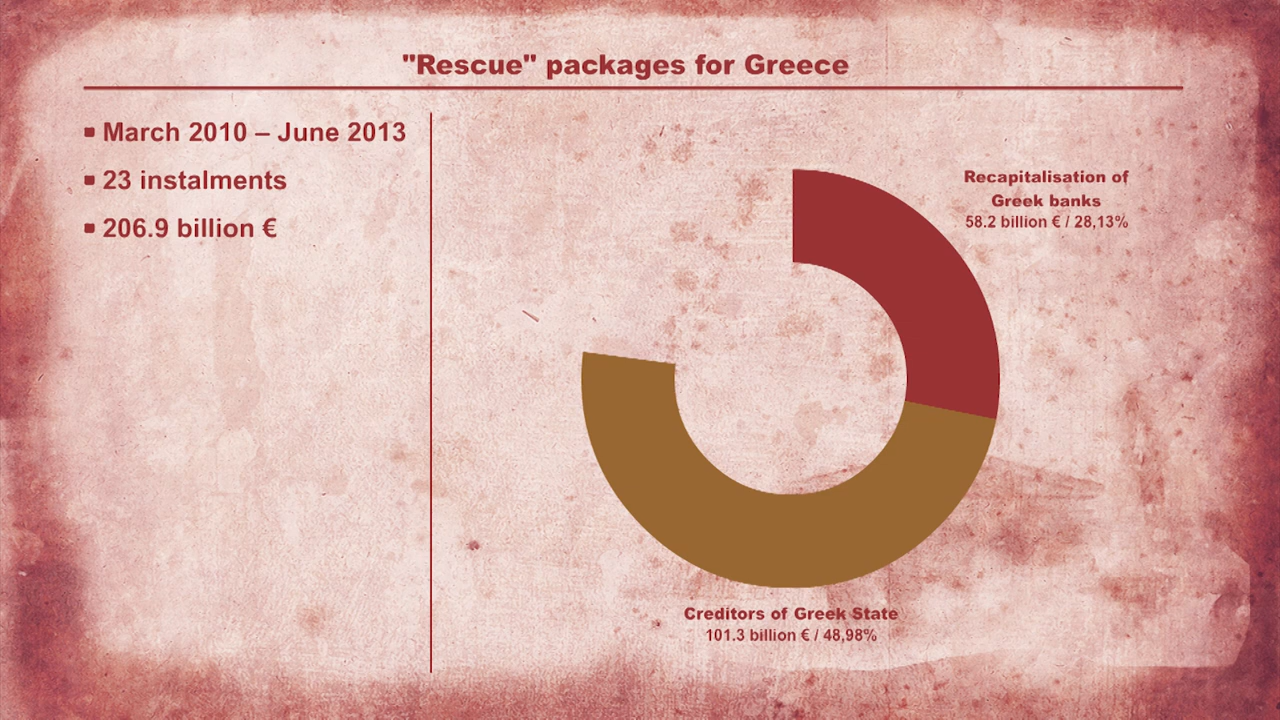 "Rescue" packages for Greece
▪ March 2010 – June 2013
▪ 23 instalments
▪ 206.9 billion €
Recapitalisation of
Greek banks
58.2 billion € / 28,13%
Creditors of Greek State
101.3 billion € / 48,98%